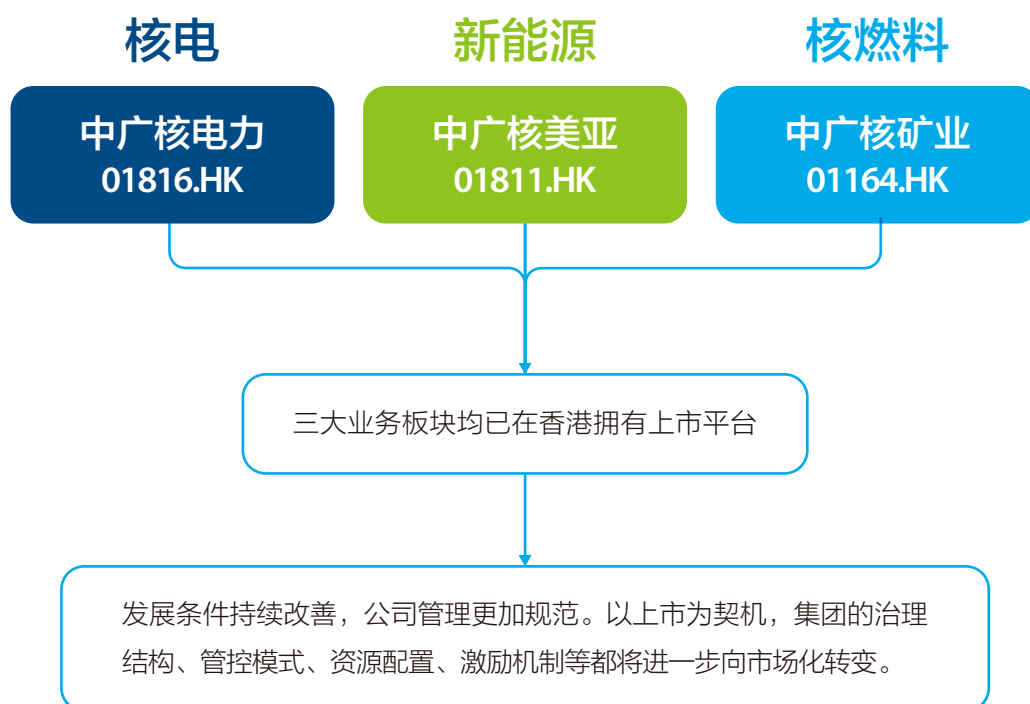 核电
新能源
核燃料
中广核电力
01816.HK
中广核美亚
01811.HK
中广核矿业
01164.HK
三大业务板块均已在香港拥有上市平台
发展条件持续改善，公司管理更加规范。以上市为契机，集团的治理
结构、管控模式、资源配置、激励机制等都将进一步向市场化转变。